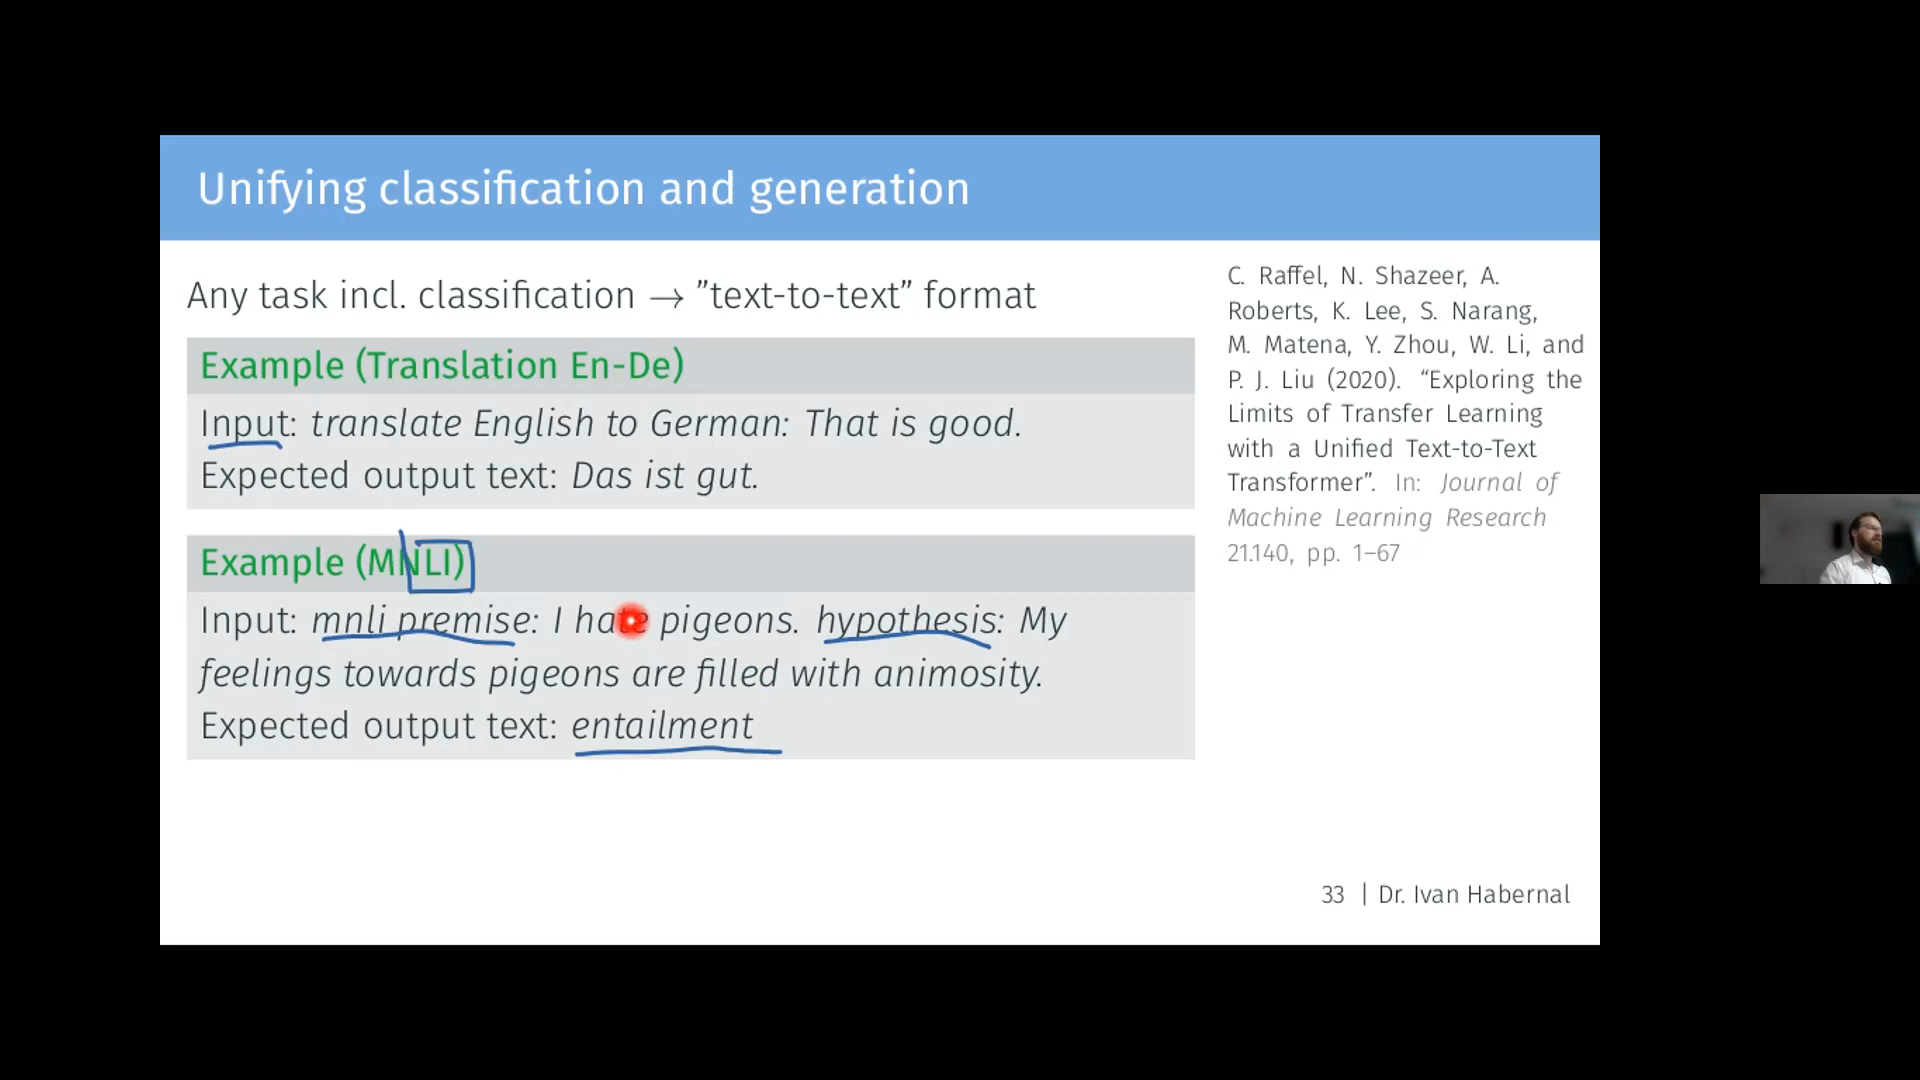 Unifying classification and generation
Any task incl. classification → ”text-to-text” format
Example (Translation En-De)
Input: translate English to German: That is good.
Expected output text: Das ist gut.
Example (MNLI)
Input: mnli premise: I hate pigeons. hypothesis: My
feelings towards pigeons are filled with animosity.
Expected output text: entailment
C. Raffel, N. Shazeer, A.
Roberts, K. Lee, S. Narang,
M. Matena, Y. Zhou, W. Li, and
P. J. Liu (2020). “Exploring the
Limits of Transfer Learning
with a Unified Text-to-Text
Transformer”. In: Journal of
Machine Learning Research
21.140, pp. 1–67
33 | Dr. Ivan Habernal